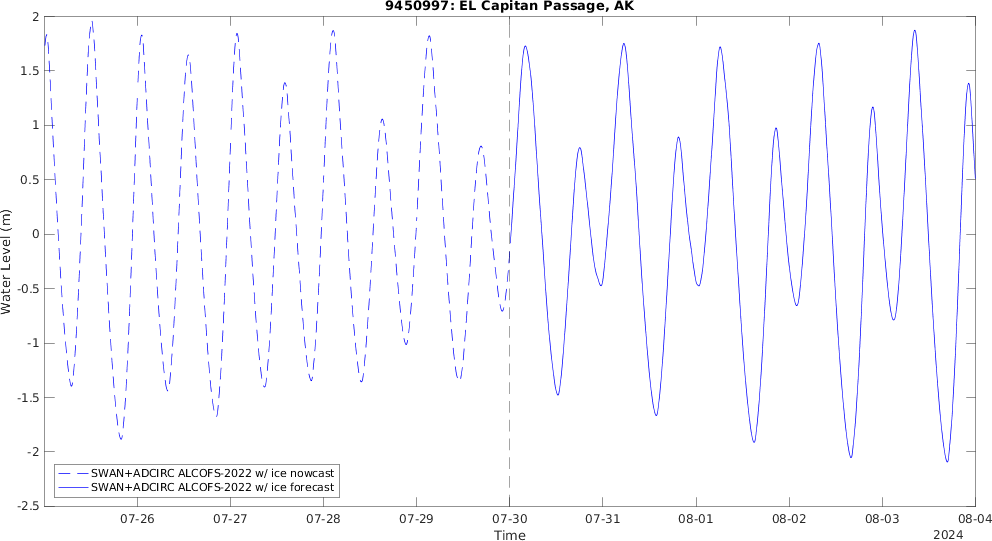 9450997: EL Capitan Passage, AK
Water Level (m)
2
1.5
1
0.5
0
-0.5
-1
-1.5
-2
-2.5
SWAN+ADCIRC ALCOFS-2022 w/ ice nowcast
SWAN+ADCIRC ALCOFS-2022 w/ ice forecast
07-26 07-27 07-28 07-29 07-30 07-31 08-01 08-02 08-03 08-04
Time
2024